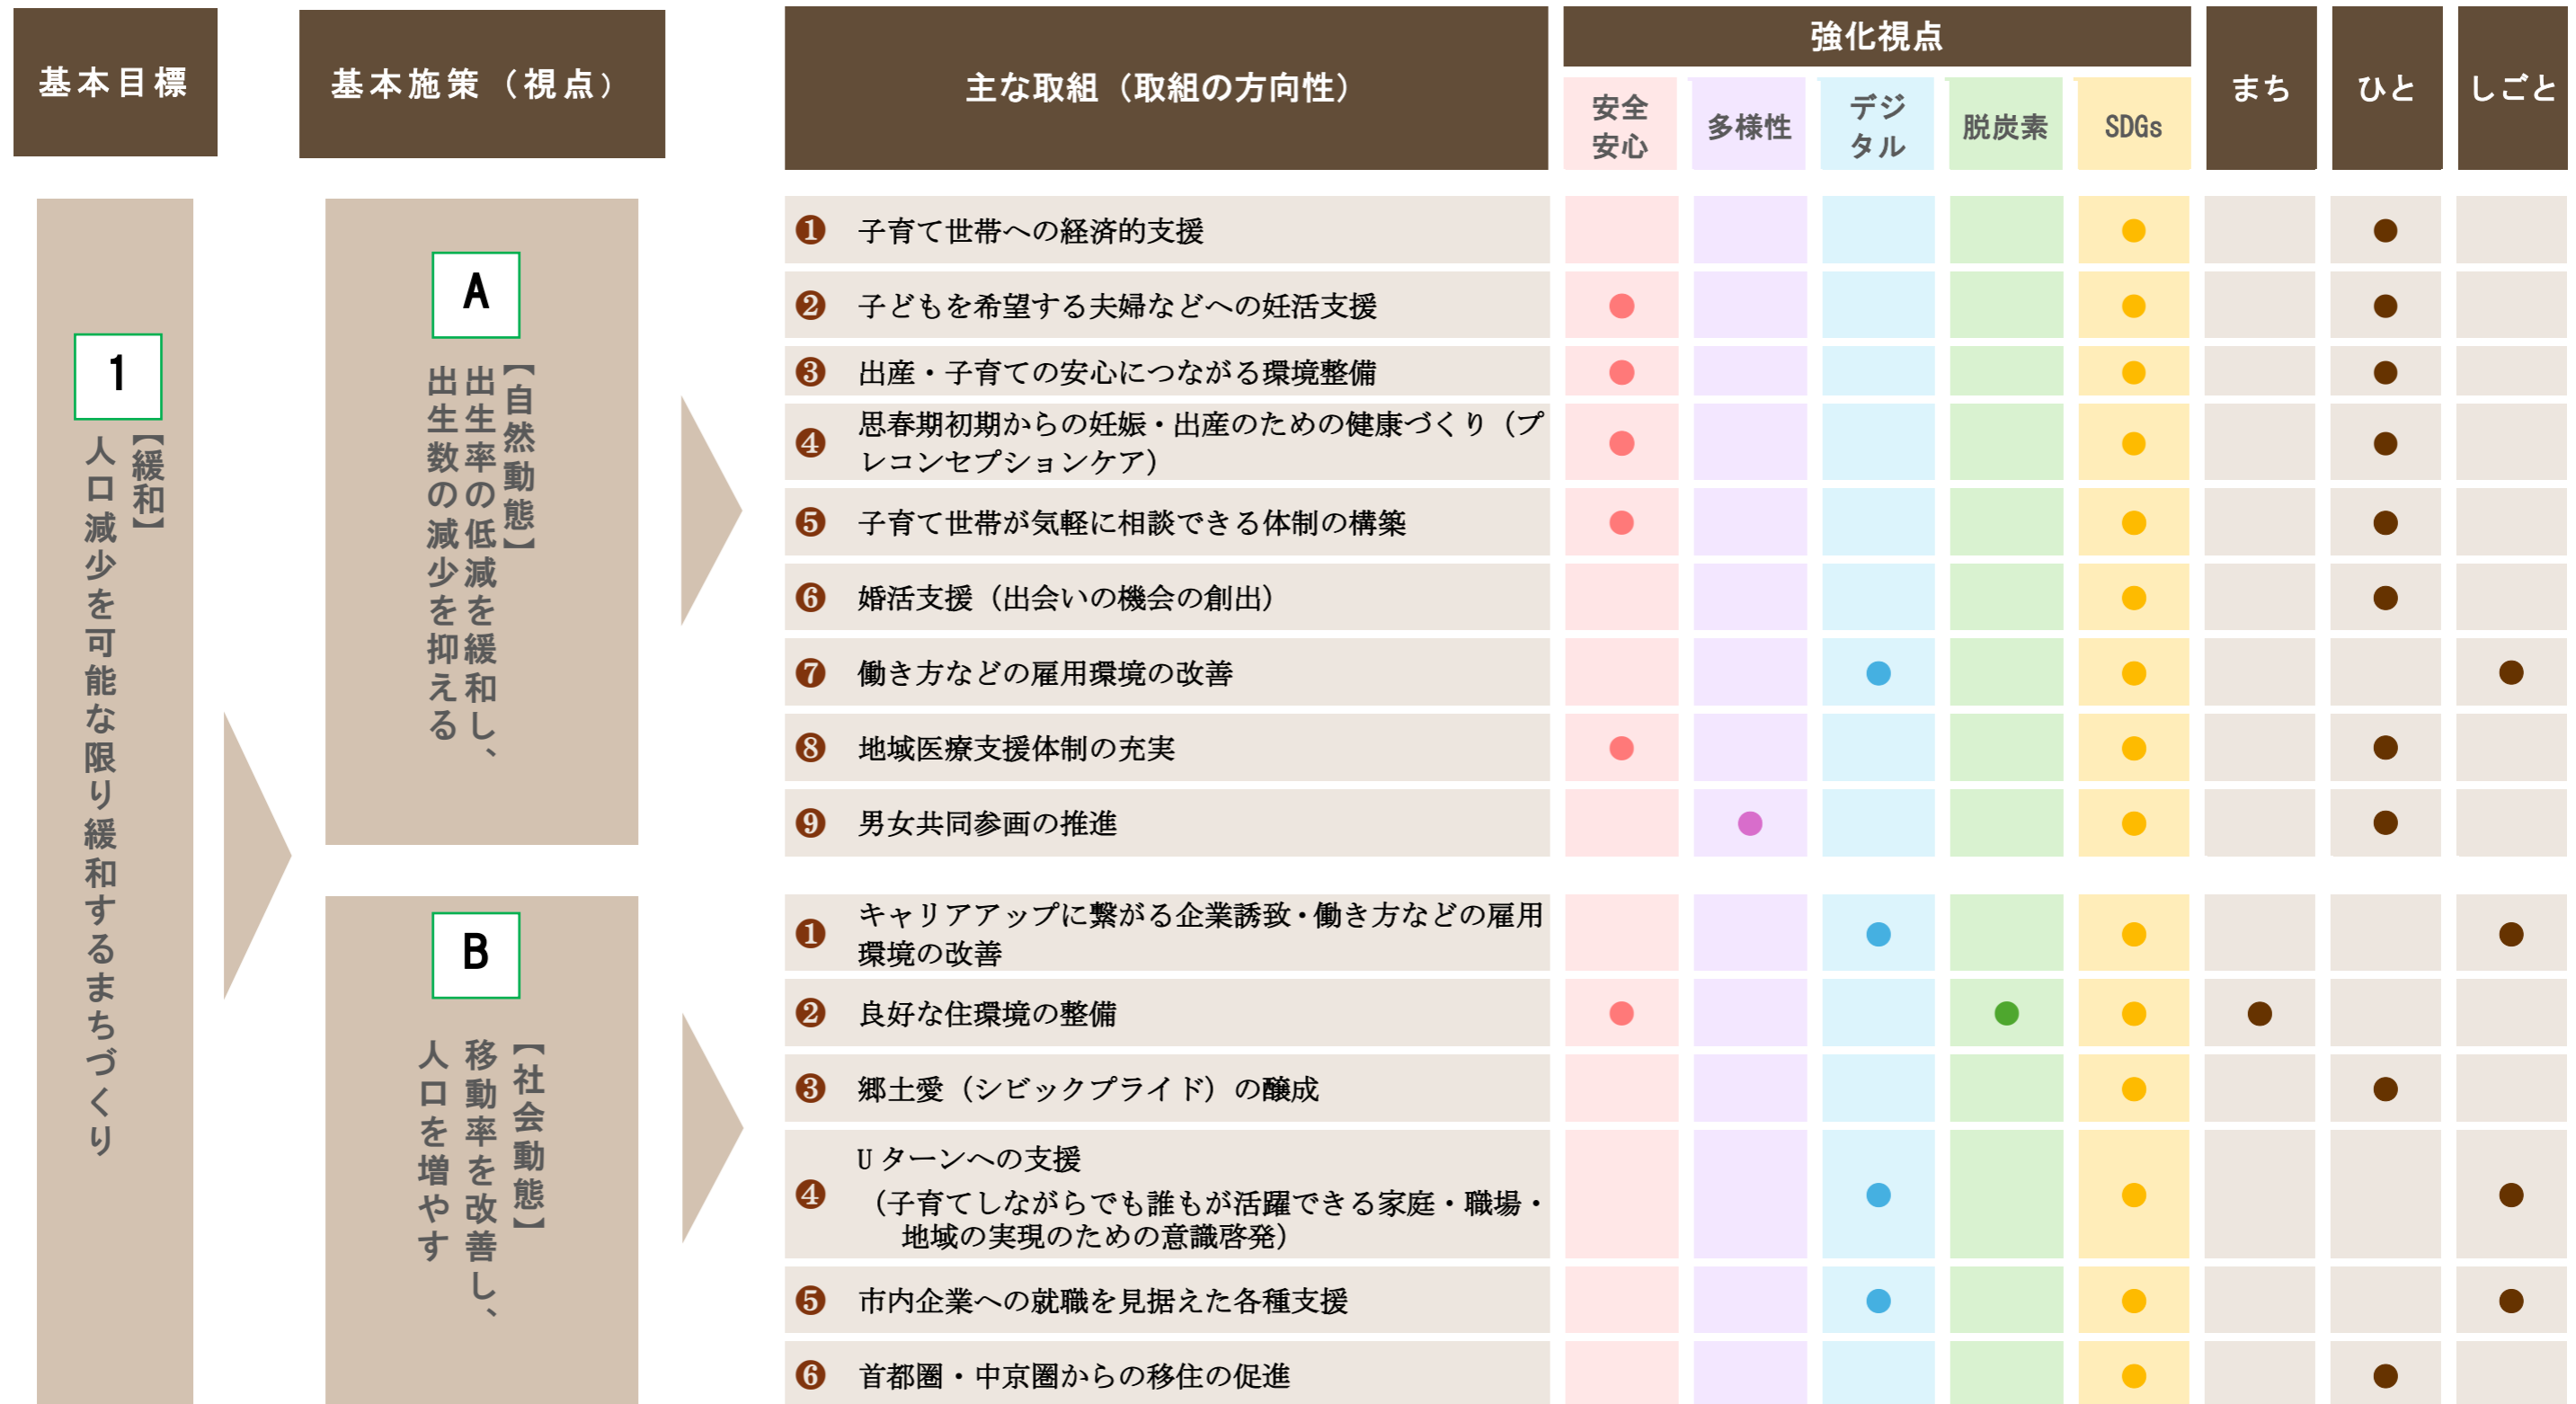 基本目標
基本施策（視点）
主な取組（取組の方向性）
強化視点
安全
安心
多様性
デジ
タル
脱炭素
SDGs
まち
ひと
しごと
1
【緩和】
人口減少を可能な限り緩和するまちづくり
A
【自然動態】
出生率の低減を緩和し、
出生数の減少を抑える
❶ 子育て世帯への経済的支援
❷ 子どもを希望する夫婦などへの妊活支援
❸ 出産・子育ての安心につながる環境整備
❹ 思春期初期からの妊娠・出産のための健康づくり（プ
レコンセプションケア）
❺ 子育て世帯が気軽に相談できる体制の構築
❻ 婚活支援（出会いの機会の創出）
❼ 働き方などの雇用環境の改善
❽ 地域医療支援体制の充実
❾ 男女共同参画の推進
B
【社会動態】
移動率を改善し、
人口を増やす
❶ キャリアアップに繋がる企業誘致・働き方などの雇用
環境の改善
❷ 良好な住環境の整備
❸ 郷土愛（シビックプライド）の醸成
❹ Uターンへの支援
（子育てしながらでも誰もが活躍できる家庭・職場・
地域の実現のための意識啓発）
❺ 市内企業への就職を見据えた各種支援
❻ 首都圏・中京圏からの移住の促進